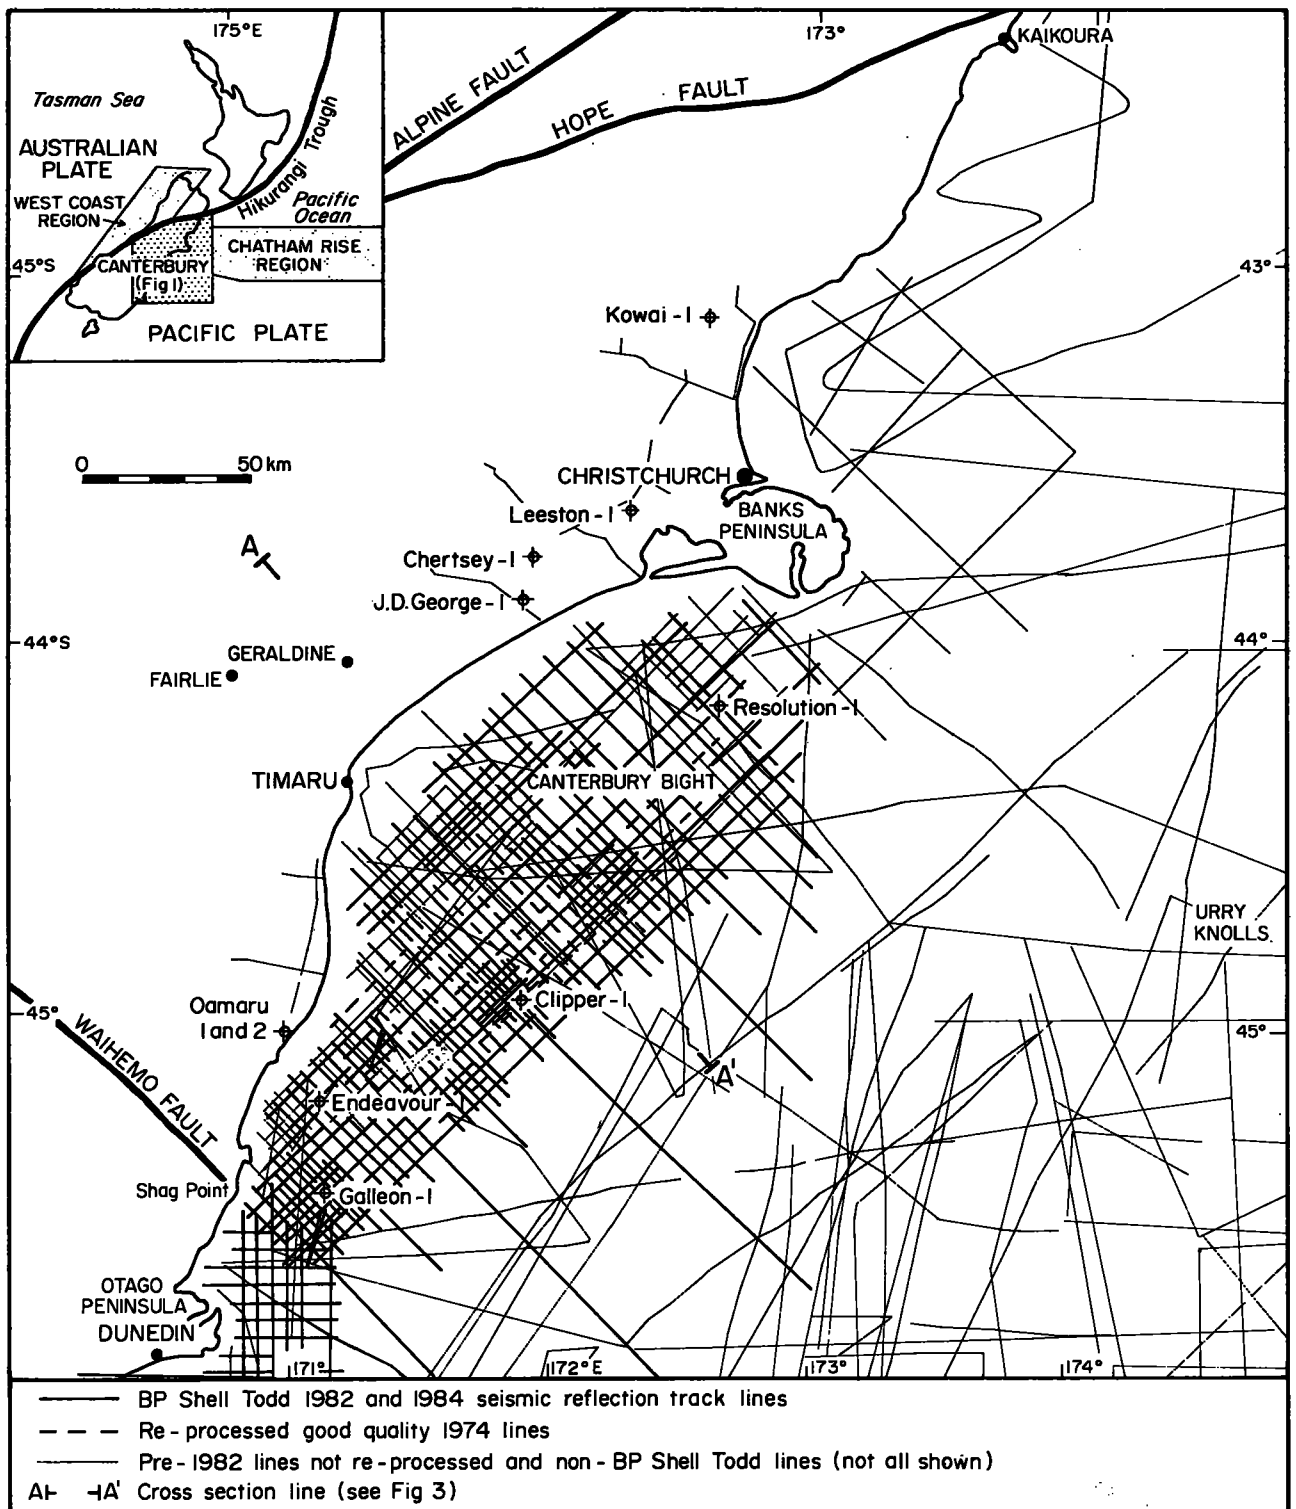 175°E
173°
KAIKOURA
Tasman Sea
ALPINE FAULT
HOPE FAULT
AUSTRALIAN
PLATE
Hikurangi Trough
WEST COAST
REGION
Pacific
Ocean
CHATHAM RISE
REGION
45°S
CANTERBURY
(Fig 1)
PACIFIC PLATE
43°
Kowai-1
0 50 km
CHRISTCHURCH
Leeston-1
BANKS
PENINSULA
A
Chertsey-1
J.D.George-1
44°S
44°
GERALDINE
FAIRLIE
Resolution-1
TIMARU
CANTERBURY BIGHT
URRY
KNOLLS
45°
Oamaru
1 and 2
Clipper-1
45°
WAIHEMO FAULT
A'
Endeavour-1
Shag Point
Galleon-1
OTAGO
PENINSULA
DUNEDIN
171°
172°E
173°
174°
BP Shell Todd 1982 and 1984 seismic reflection track lines
Re-processed good quality 1974 lines
Pre-1982 lines not re-processed and non-BP Shell Todd lines (not all shown)
A A' Cross section line (see Fig 3)